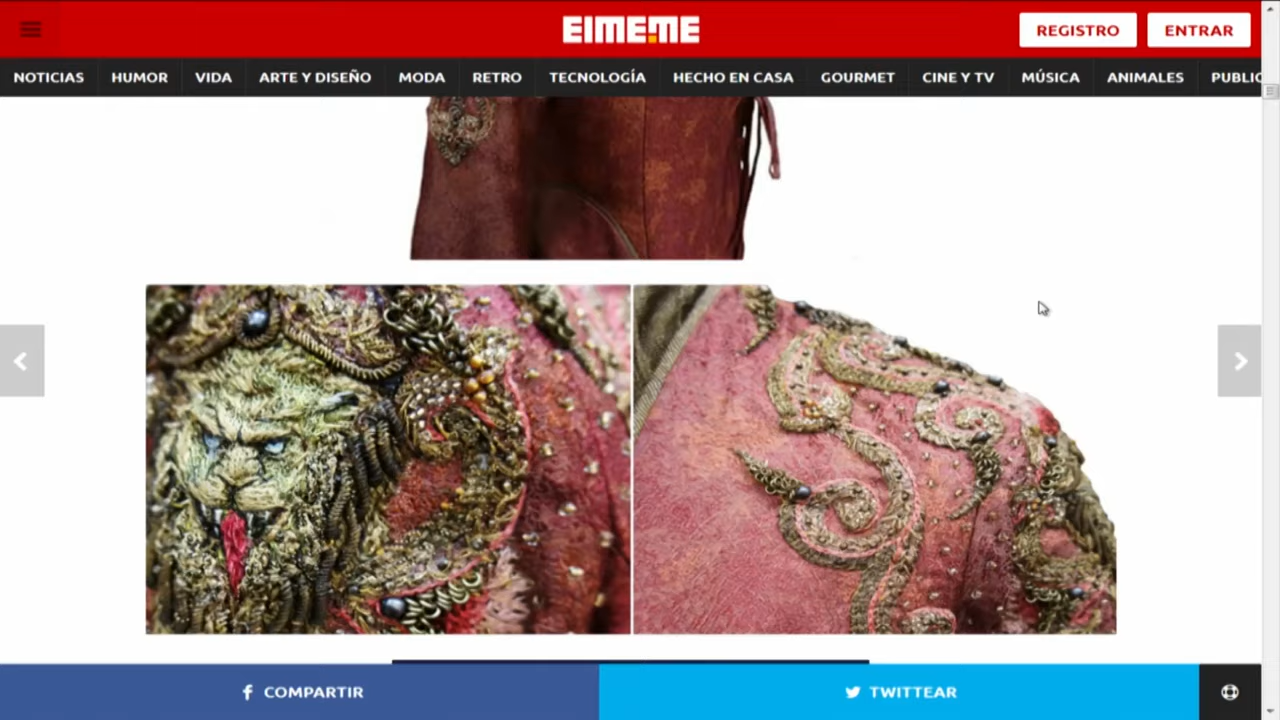 EIMEME
REGISTRO
ENTRAR
NOTICIAS HUMOR VIDA ARTE Y DISEÑO MODA RETRO TECNOLOGÍA HECHO EN CASA GOURMET CINE Y TV MÚSICA ANIMALES PUBLIC
COMPARTIR
TWITTEAR